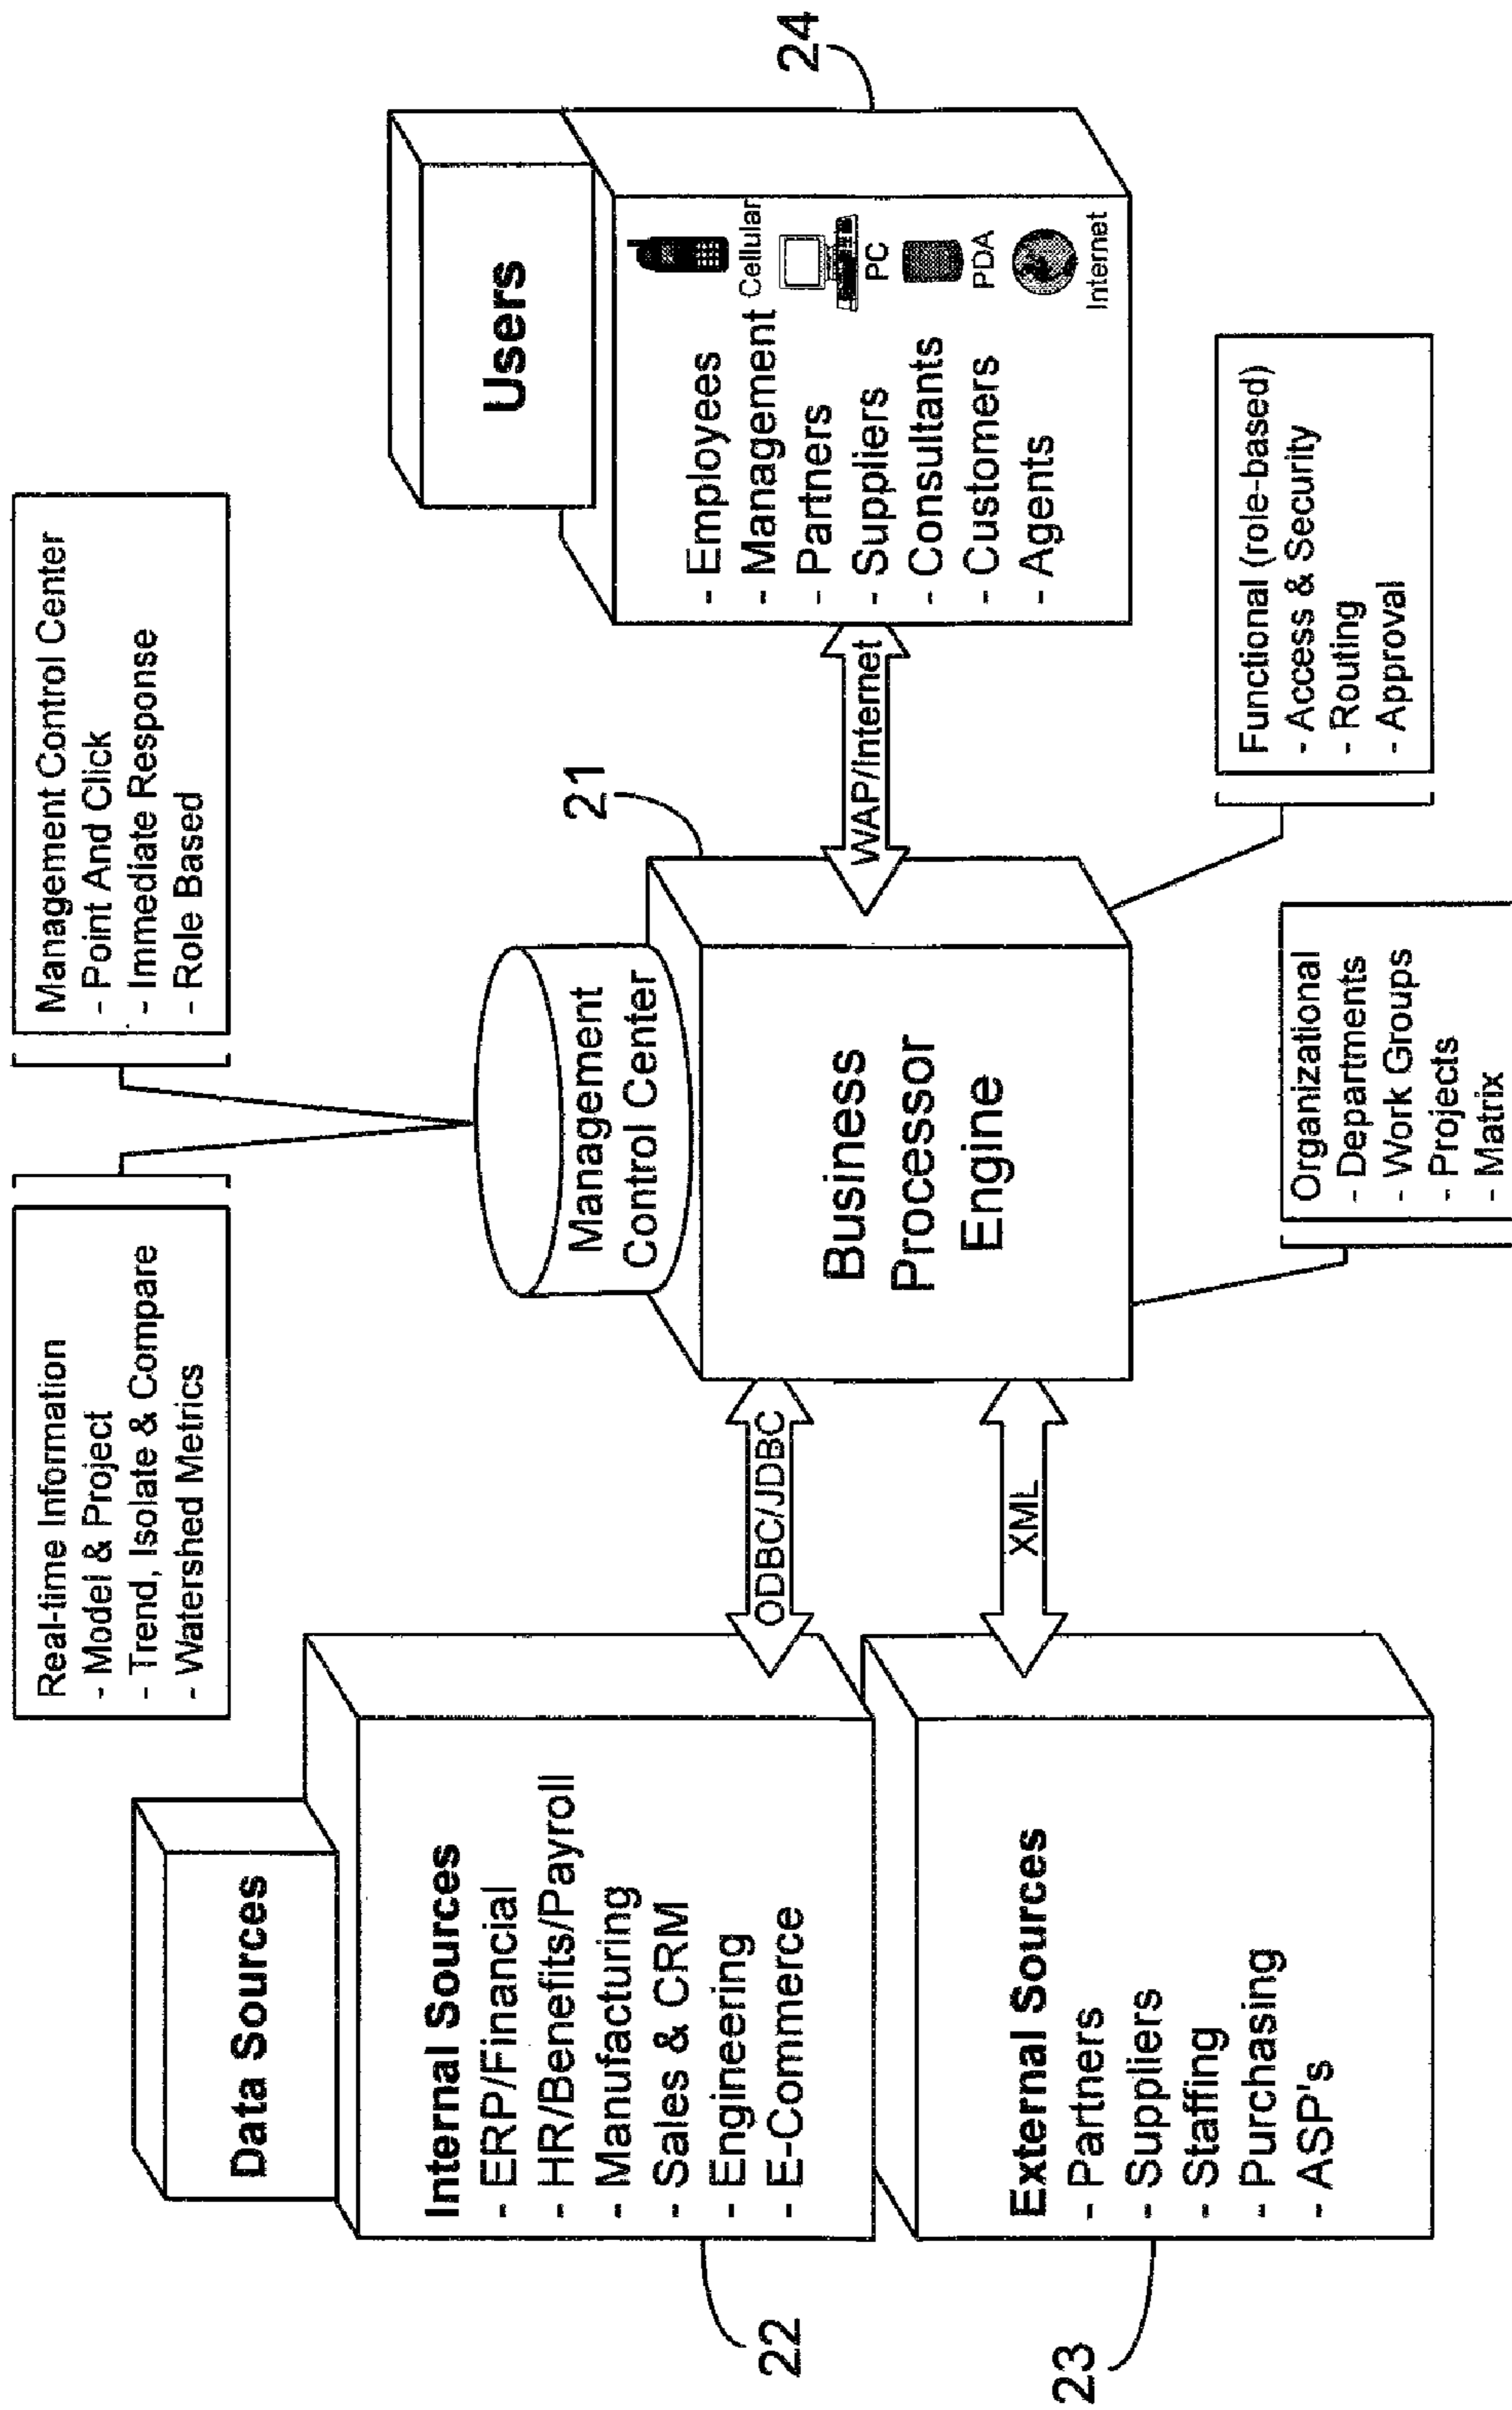 Real-time Information
- Model & Project
- Trend, Isolate & Compare
- Watershed Metrics
Management Control Center
- Point And Click
- Immediate Response
- Role Based
Data Sources
Internal Sources
- ERP/Financial
- HR/Benefits/Payroll
- Manufacturing
- Sales & CRM
- Engineering
- E-Commerce
22
External Sources
- Partners
- Suppliers
- Staffing
- Purchasing
- ASP's
23
ODBC/JDBC
XML
Management
Control Center
Business
Processor
Engine
21
WAP/Internet
Users
- Employees
- Management
- Partners
- Suppliers
- Consultants
- Customers
- Agents
Cellular
PC
PDA
Internet
24
Organizational
- Departments
- Work Groups
- Projects
- Matrix
Functional (role-based)
- Access & Security
- Routing
- Approval